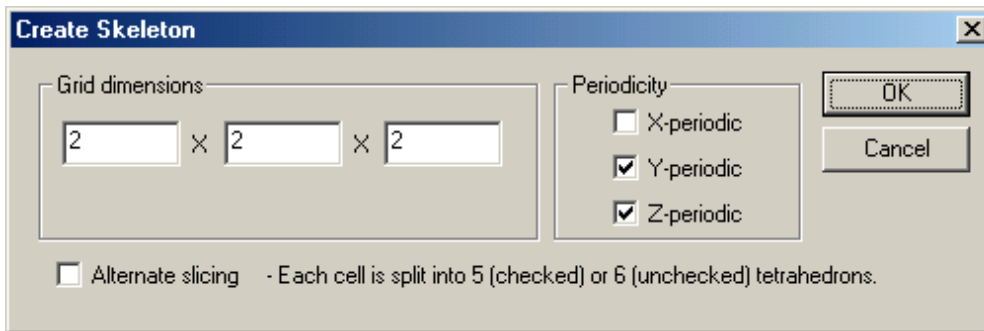 Create Skeleton
Grid dimensions
2 X 2 X 2
Periodicity
X-periodic
Y-periodic
Z-periodic
OK
Cancel
Alternate slicing - Each cell is split into 5 (checked) or 6 (unchecked) tetrahedrons.